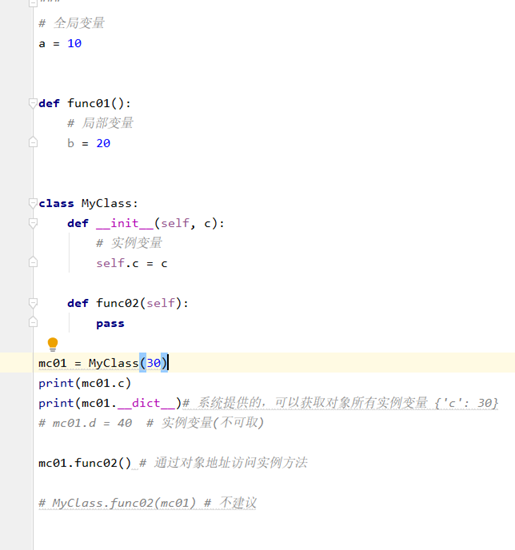 """
# 全局变量
a = 10
def func01():
# 局部变量
b = 20
class MyClass:
def __init__(self, c):
# 实例变量
self.c = c
def func02(self):
pass
mc01 = MyClass(30)
print(mc01.c)
print(mc01.__dict__)# 系统提供的，可以获取对象所有实例变量 {'c': 30}
# mc01.d = 40  # 实例变量(不可取)
mc01.func02() # 通过对象地址访问实例方法
# MyClass.func02(mc01) # 不建议